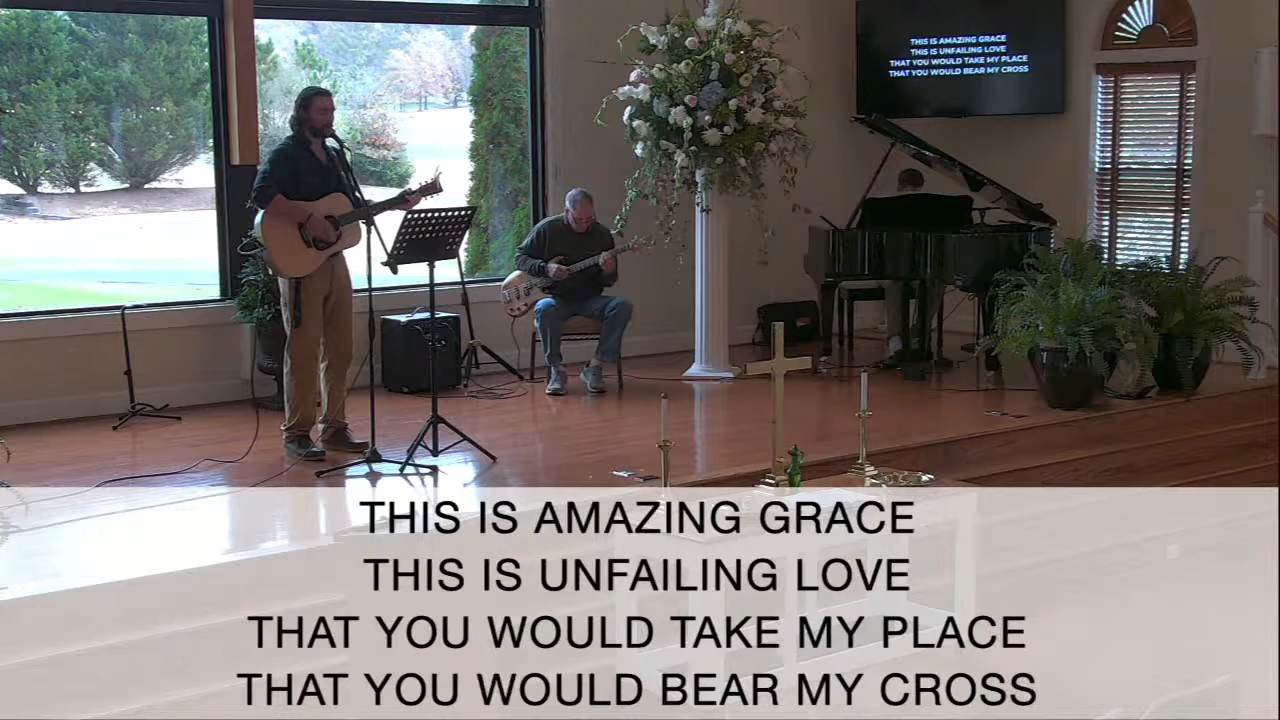 THIS IS AMAZING GRACE
THIS IS UNFAILING LOVE
THAT YOU WOULD TAKE MY PLACE
THAT YOU WOULD BEAR MY CROSS
THIS IS AMAZING GRACE
THIS IS UNFAILING LOVE
THAT YOU WOULD TAKE MY PLACE
THAT YOU WOULD BEAR MY CROSS